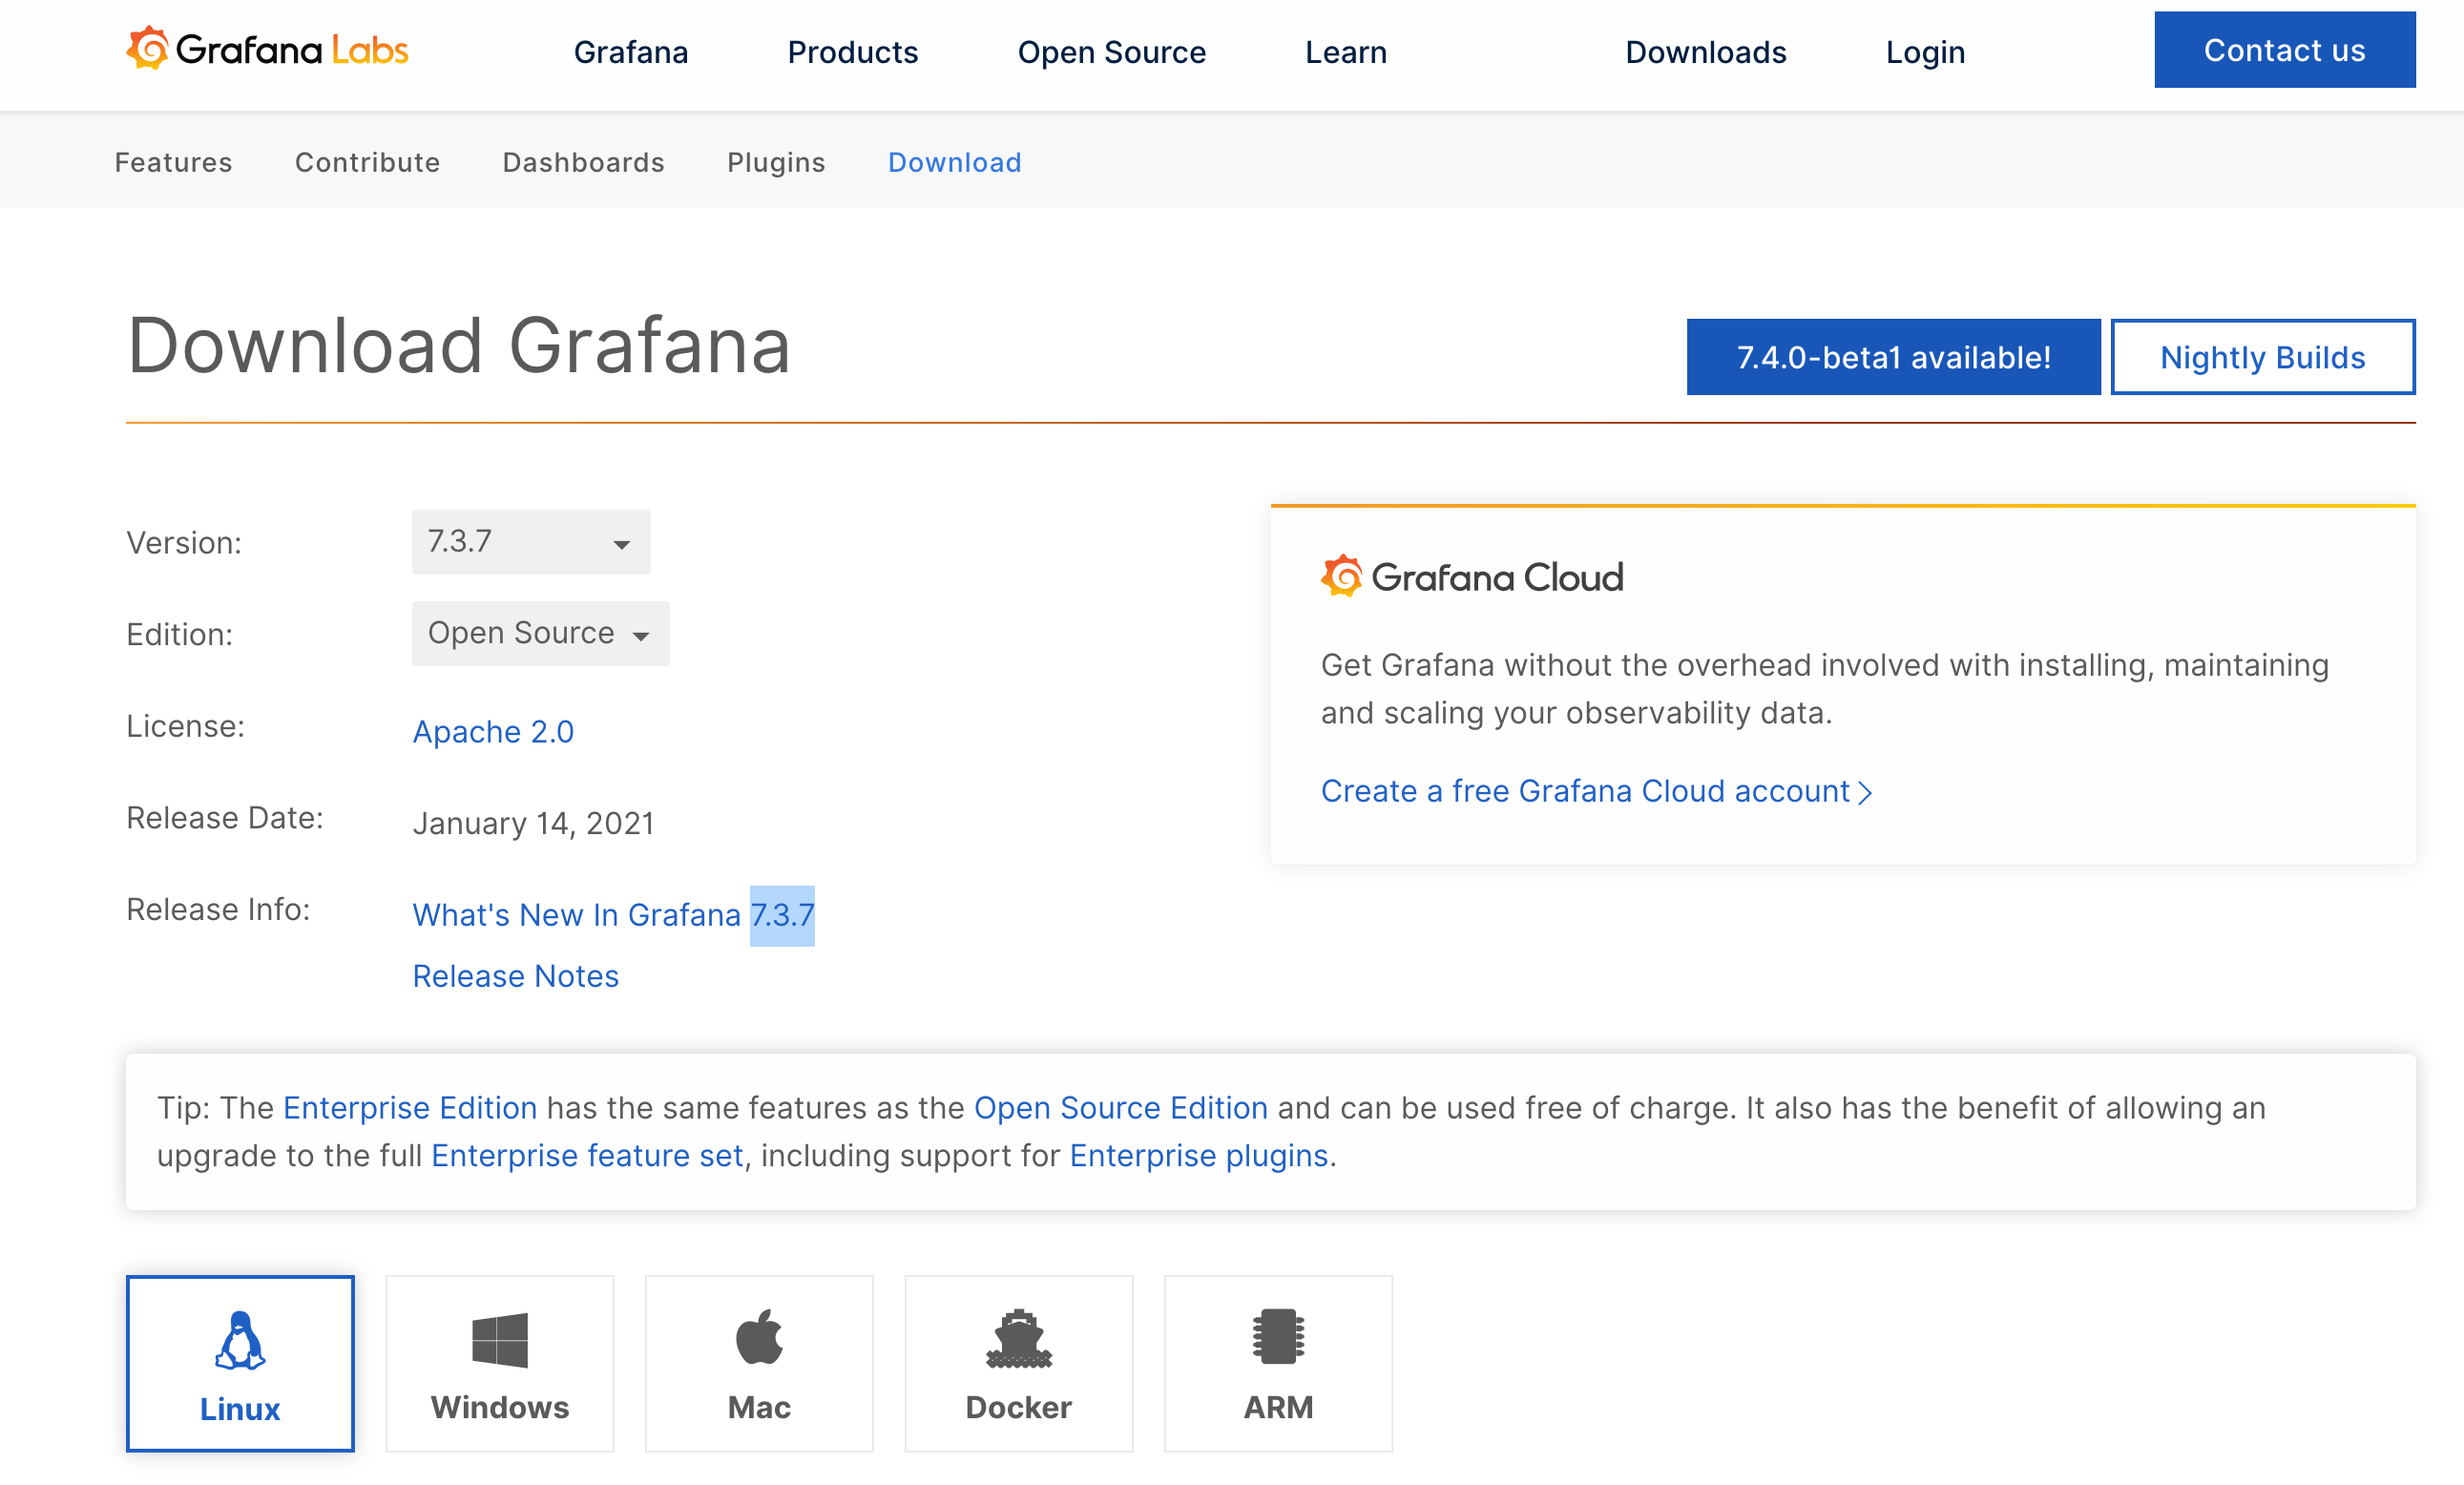 Grafana Labs
Grafana
Products
Open Source
Learn
Downloads
Login
Contact us
Features
Contribute
Dashboards
Plugins
Download
Download Grafana
7.4.0-beta1 available!
Nightly Builds
Version:
7.3.7
Edition:
Open Source
License:
Apache 2.0
Release Date:
January 14, 2021
Release Info:
What's New In Grafana 7.3.7
Release Notes
Grafana Cloud
Get Grafana without the overhead involved with installing, maintaining
and scaling your observability data.
Create a free Grafana Cloud account
Tip: The Enterprise Edition has the same features as the Open Source Edition and can be used free of charge. It also has the benefit of allowing an
upgrade to the full Enterprise feature set, including support for Enterprise plugins.
Linux
Windows
Mac
Docker
ARM